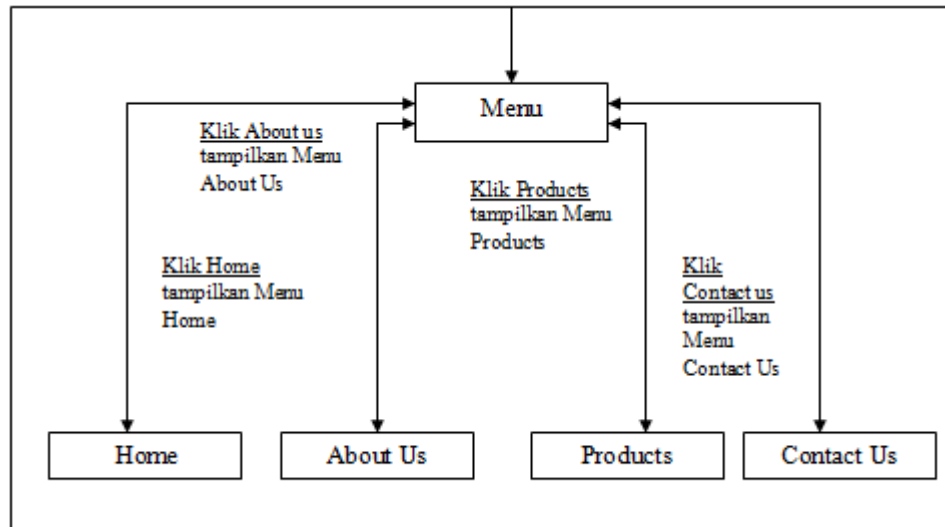 Menu
Klik About us
tampilkan Menu
About Us
Klik Products
tampilkan Menu
Products
Klik Home
tampilkan Menu
Home
Klik
Contact us
tampilkan
Menu
Contact Us
Home
About Us
Products
Contact Us